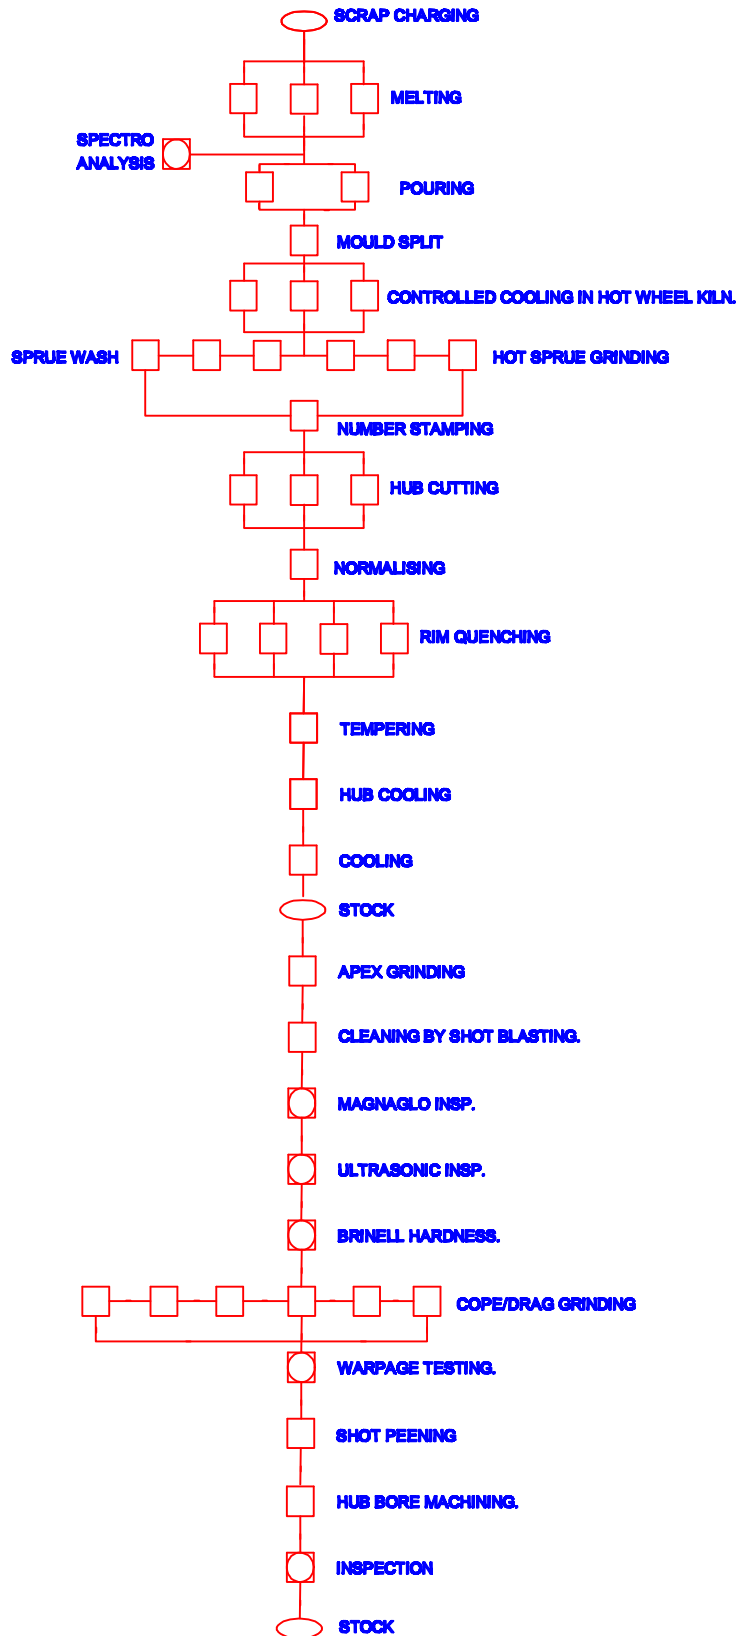 SCRAP CHARGING
MELTING
SPECTRO
ANALYSIS
POURING
MOULD SPLIT
CONTROLLED COOLING IN HOT WHEEL KILN.
SPRUE WASH
HOT SPRUE GRINDING
NUMBER STAMPING
HUB CUTTING
NORMALISING
RIM QUENCHING
TEMPERING
HUB COOLING
COOLING
STOCK
APEX GRINDING
CLEANING BY SHOT BLASTING.
MAGNAGLO INSP.
ULTRASONIC INSP.
BRINELL HARDNESS.
COPE/DRAG GRINDING
WARPAGE TESTING.
SHOT PEENING
HUB BORE MACHINING.
INSPECTION
STOCK